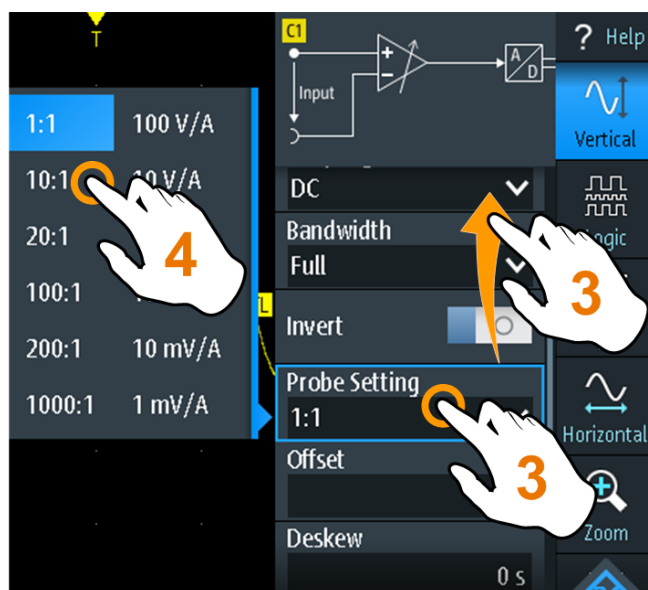 T
C1
Input
+
−
A
D
DC
Bandwidth
Full
Invert
Probe Setting
1:1
Offset
Deskew
0 s
1:1 100 V/A
10:1 10 V/A
20:1
100:1
200:1 10 mV/A
1000:1 1 mV/A
4
3
3
? Help
Vertical
Logic
Horizontal
Zoom